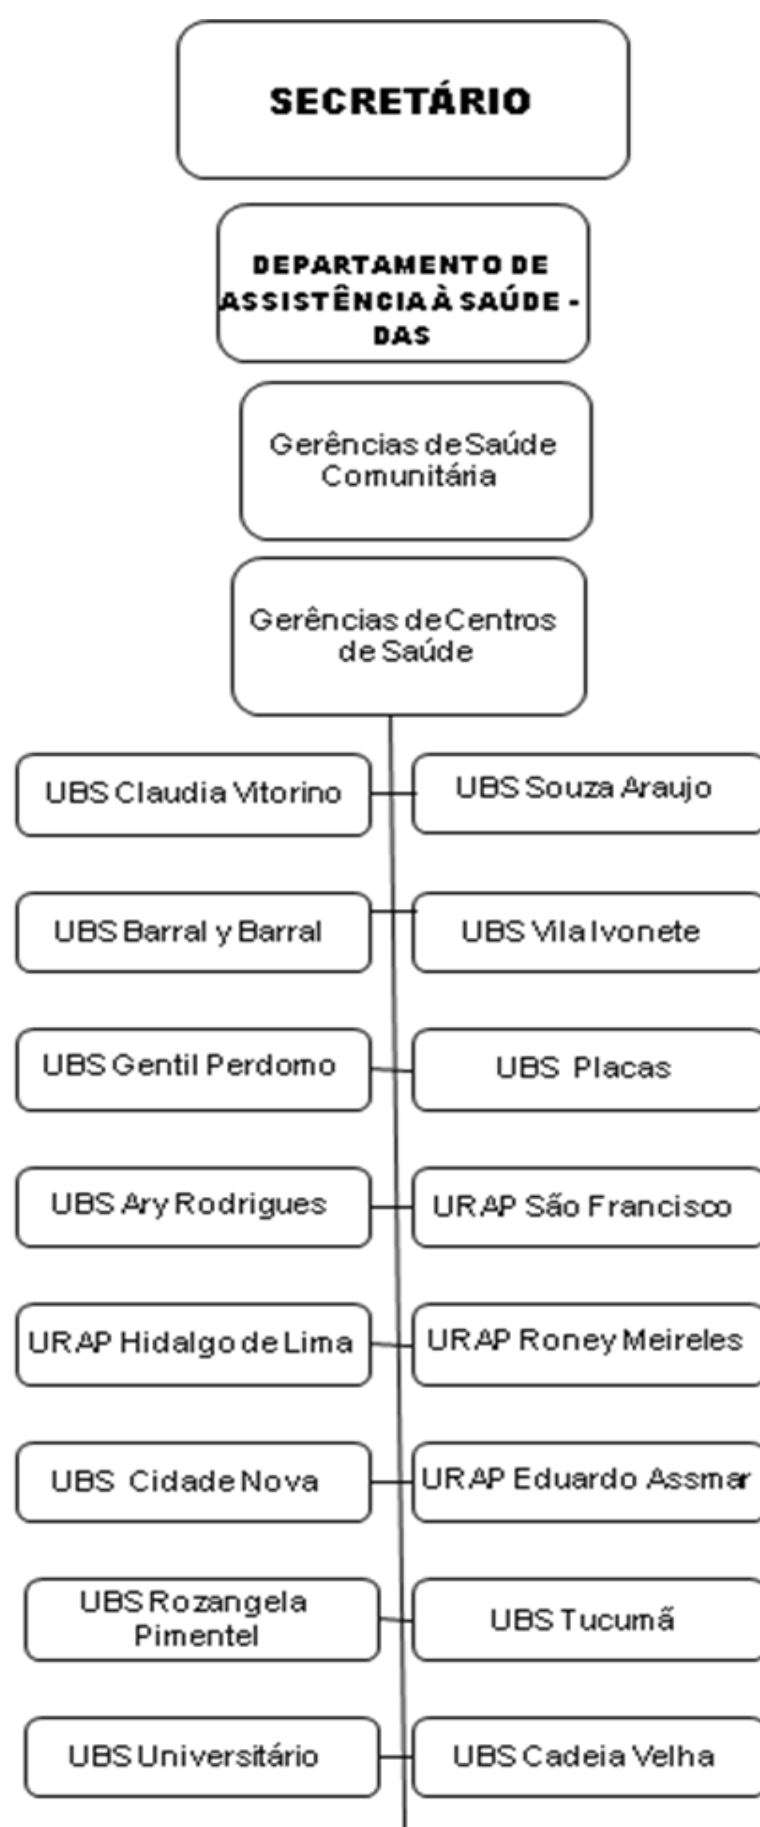 SECRETÁRIO
DEPARTAMENTO DE
ASSISTÊNCIA À SAÚDE -
DAS
Gerências de Saúde
Comunitária
Gerências de Centros
de Saúde
UBS Claudia Vitorino
UBS Souza Araujo
UBS Barral y Barral
UBS Vila Ivonete
UBS Gentil Perdomo
UBS Placas
UBS Ary Rodrigues
URAP São Francisco
URAP Hidalgo de Lima
URAP Roney Meireles
UBS Cidade Nova
URAP Eduardo Assmar
UBS Rozangela
Pimentel
UBS Tucumã
UBS Universitário
UBS Cadeia Velha